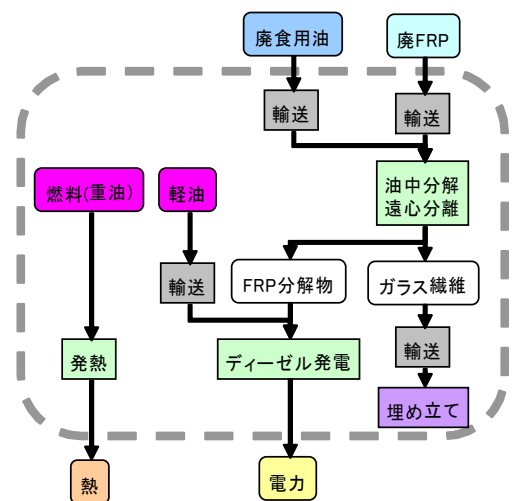 廃食用油
廃FRP
輸送
輸送
燃料(重油)
軽油
油中分解
遠心分離
輸送
FRP分解物
ガラス繊維
発熱
ディーゼル発電
輸送
埋め立て
熱
電力